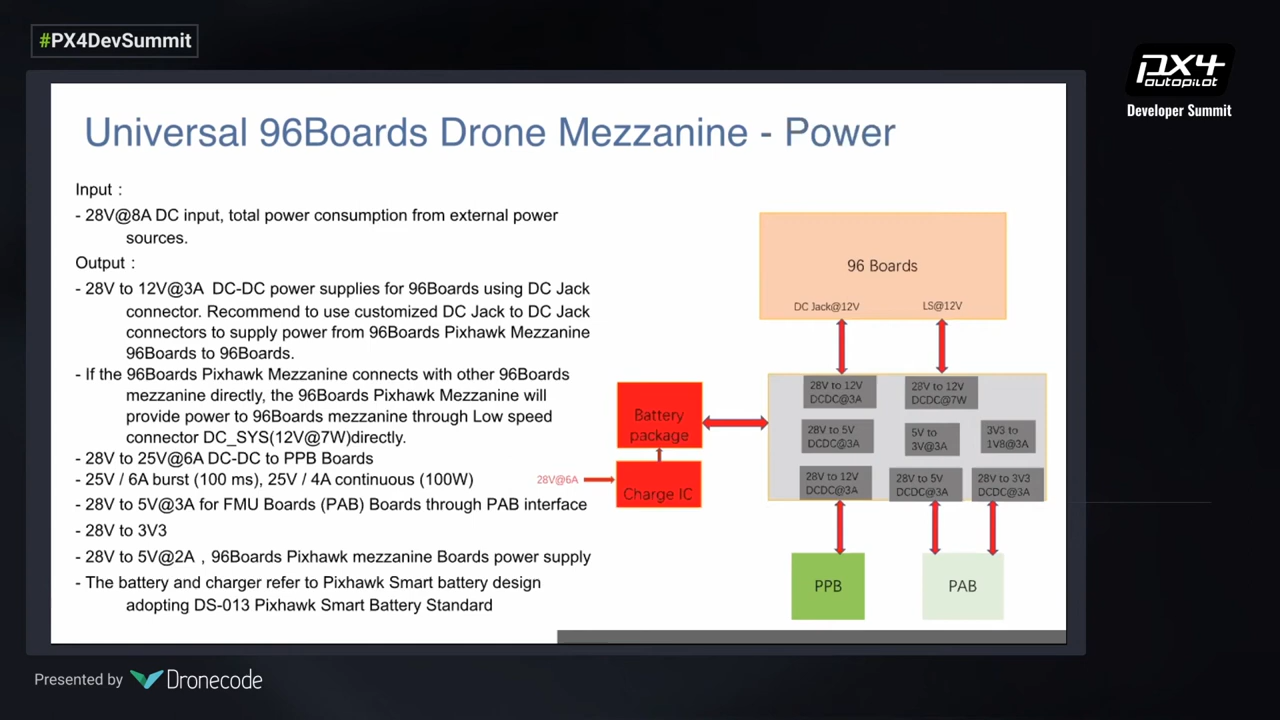 #PX4DevSummit
px4
autopilot
Developer Summit
Universal 96Boards Drone Mezzanine - Power
Input :
- 28V@8A DC input, total power consumption from external power
sources.
Output :
- 28V to 12V@3A DC-DC power supplies for 96Boards using DC Jack
connector. Recommend to use customized DC Jack to DC Jack
connectors to supply power from 96Boards Pixhawk Mezzanine
96Boards to 96Boards.
- If the 96Boards Pixhawk Mezzanine connects with other 96Boards
mezzanine directly, the 96Boards Pixhawk Mezzanine will
provide power to 96Boards mezzanine through Low speed
connector DC_SYS(12V@7W)directly.
- 28V to 25V@6A DC-DC to PPB Boards
- 25V / 6A burst (100 ms), 25V / 4A continuous (100W)
- 28V to 5V@3A for FMU Boards (PAB) Boards through PAB interface
- 28V to 3V3
- 28V to 5V@2A , 96Boards Pixhawk mezzanine Boards power supply
- The battery and charger refer to Pixhawk Smart battery design
adopting DS-013 Pixhawk Smart Battery Standard
96 Boards
DC Jack@12V
LS@12V
28V to 12V
DCDC@3A
28V to 12V
DCDC@7W
28V to 5V
DCDC@3A
5V to
3V@3A
3V3 to
1V8@3A
28V to 12V
DCDC@3A
28V to 5V
DCDC@3A
28V to 3V3
DCDC@3A
Battery
package
28V@6A
Charge IC
PPB
PAB
Presented by
Dronecode